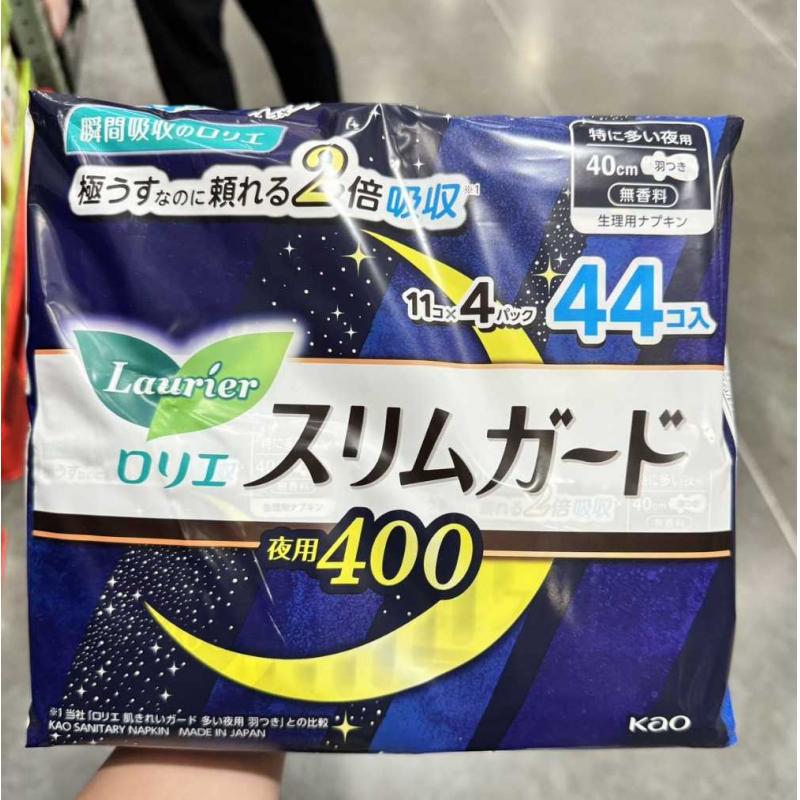 瞬間吸収のロリエ
極うすなのに頼れる2倍吸収※1
特に多い夜用
40cm 羽つき
無香料
生理用ナプキン
11コ×4パック 44コ入
Laurier
ロリエ スリムガード
夜用400
※1 当社「ロリエ 肌きれいガード 多い夜用 羽つき」との比較
KAO SANITARY NAPKIN MADE IN JAPAN
Kao